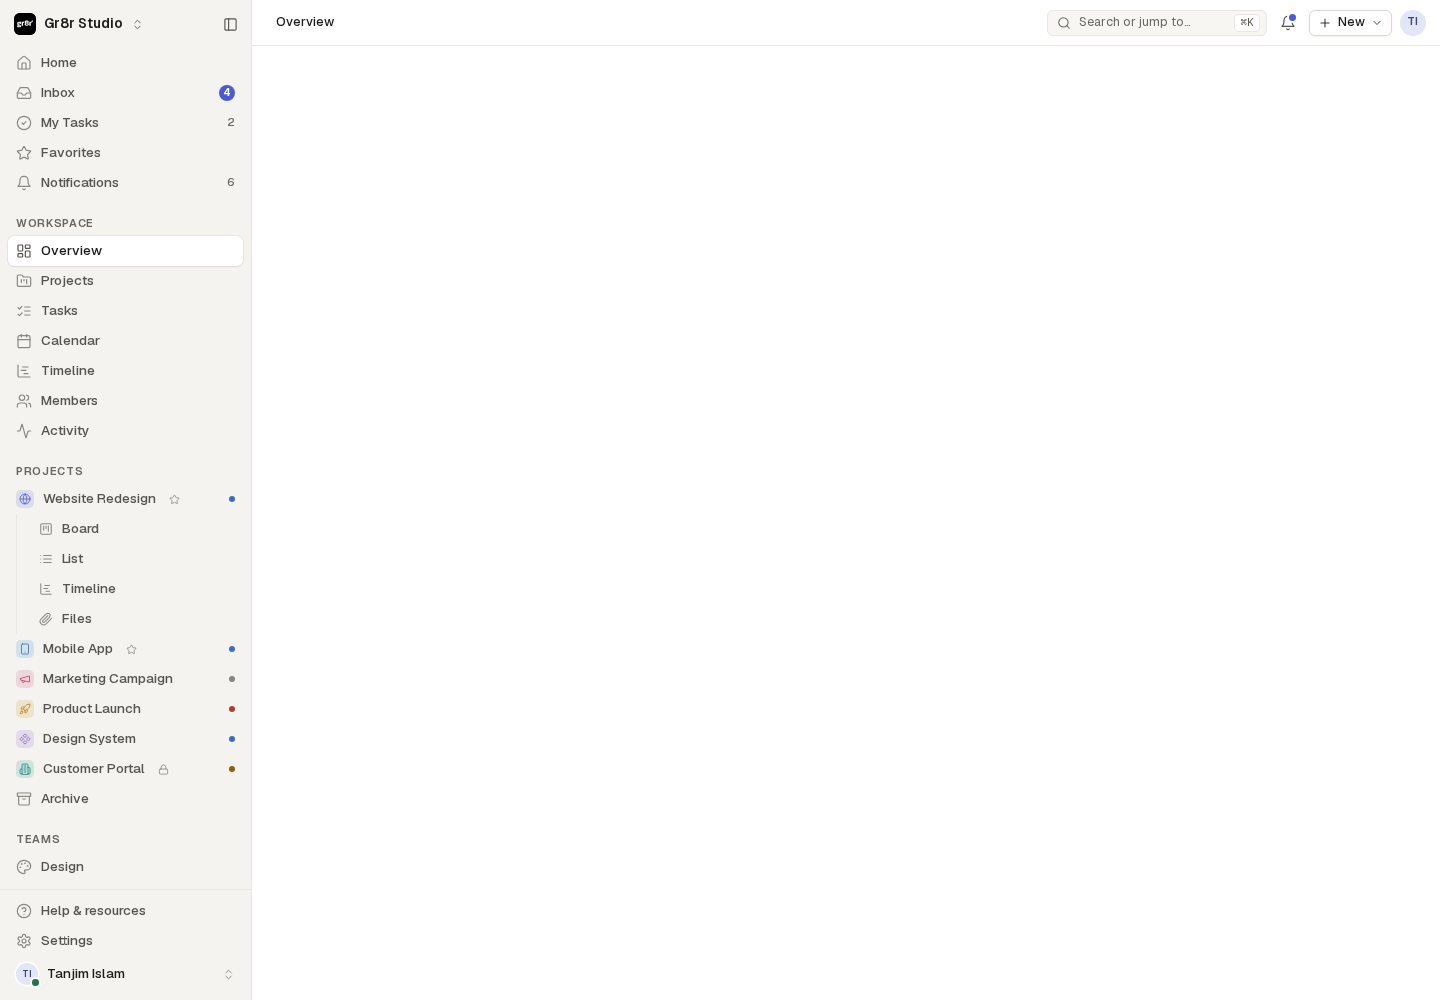 gr8r
Gr8r Studio
Overview
Search or jump to...
⌘K
New
TI
Home
Inbox
4
My Tasks
2
Favorites
Notifications
6
WORKSPACE
Overview
Projects
Tasks
Calendar
Timeline
Members
Activity
PROJECTS
Website Redesign
Board
List
Timeline
Files
Mobile App
Marketing Campaign
Product Launch
Design System
Customer Portal
Archive
TEAMS
Design
Help & resources
Settings
TI
Tanjim Islam